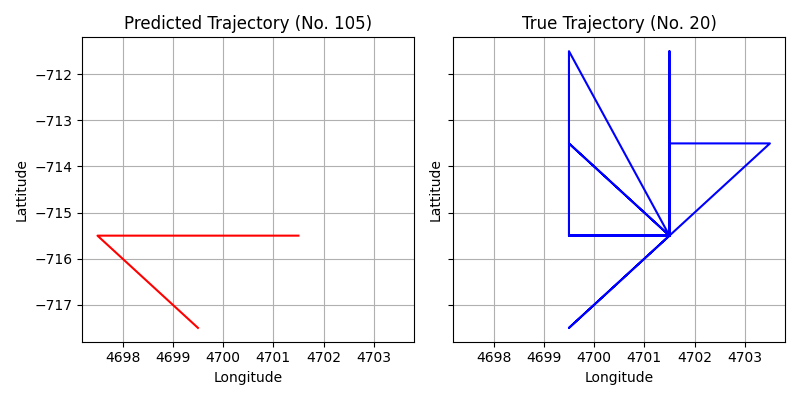 Predicted Trajectory (No. 105)
Lattitude
−712
−713
−714
−715
−716
−717
4698 4699 4700 4701 4702 4703
Longitude
True Trajectory (No. 20)
Lattitude
4698 4699 4700 4701 4702 4703
Longitude